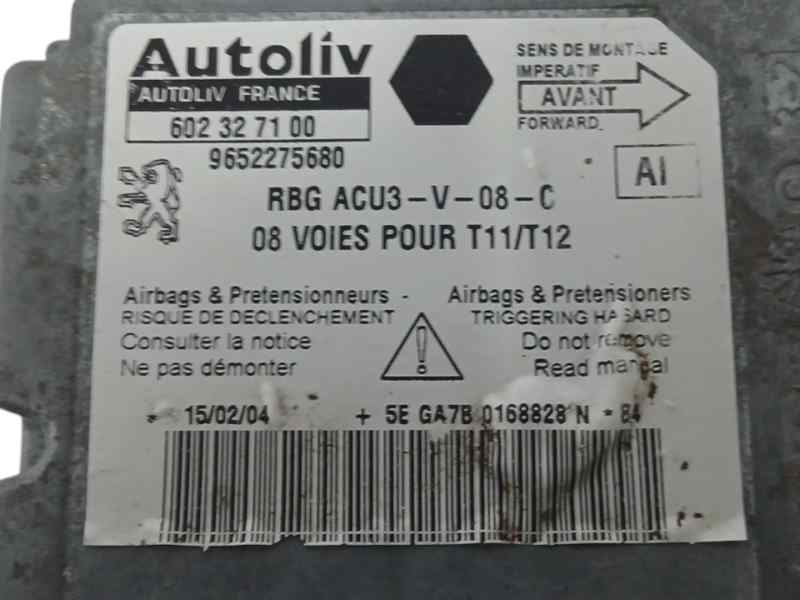 Autoliv
AUTOLIV FRANCE
602 32 71 00
9652275680
SENS DE MONTAGE
IMPERATIF
AVANT
FORWARD
AI
RBG ACU3-V-08-C
08 VOIES POUR T11/T12
Airbags & Pretensionneurs -
RISQUE DE DECLENCHEMENT
Consulter la notice
Ne pas démonter
Airbags & Pretensioners
TRIGGERING HASARD
Do not remove
Read manual
* 15/02/04 + 5E GA7B 0168828 N * 84